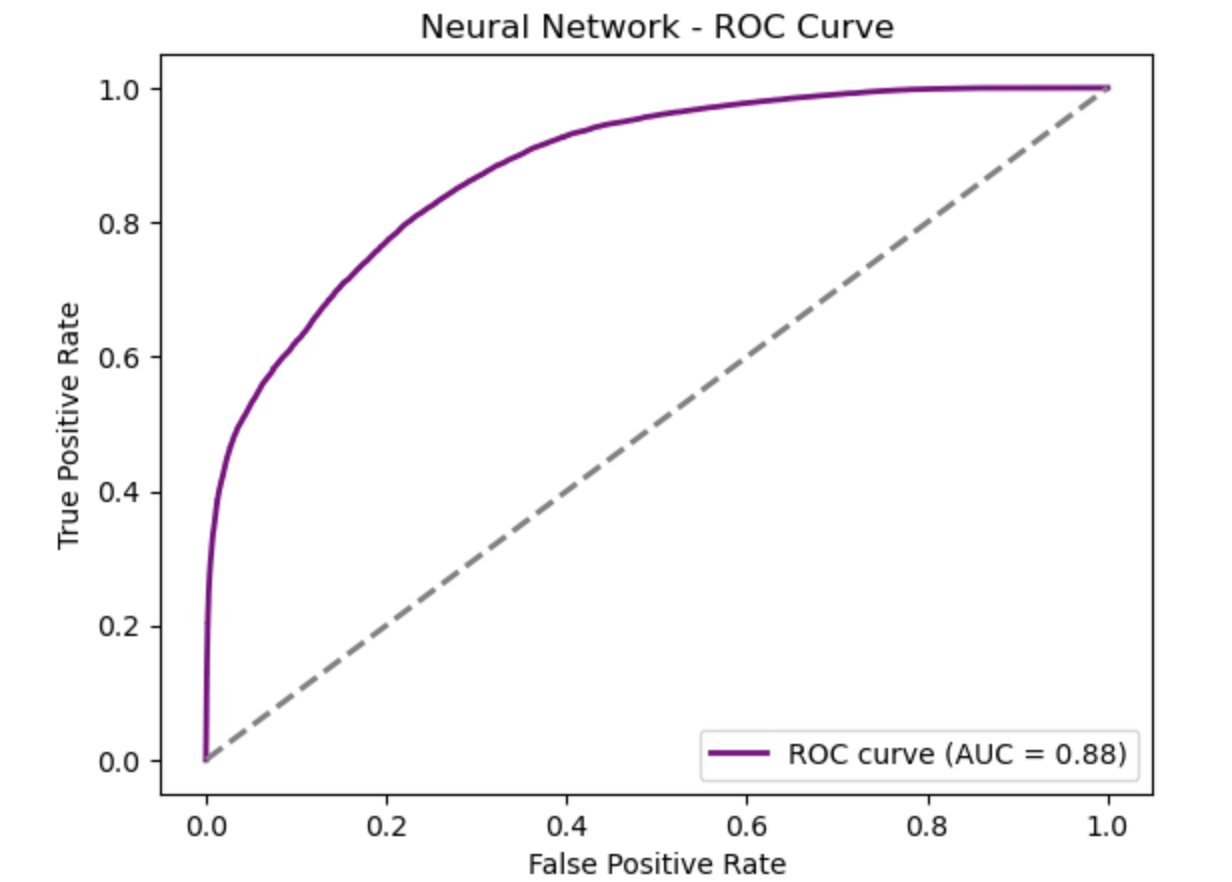 Neural Network - ROC Curve
True Positive Rate
1.0
0.8
0.6
0.4
0.2
0.0
ROC curve (AUC = 0.88)
0.0 0.2 0.4 0.6 0.8 1.0
False Positive Rate